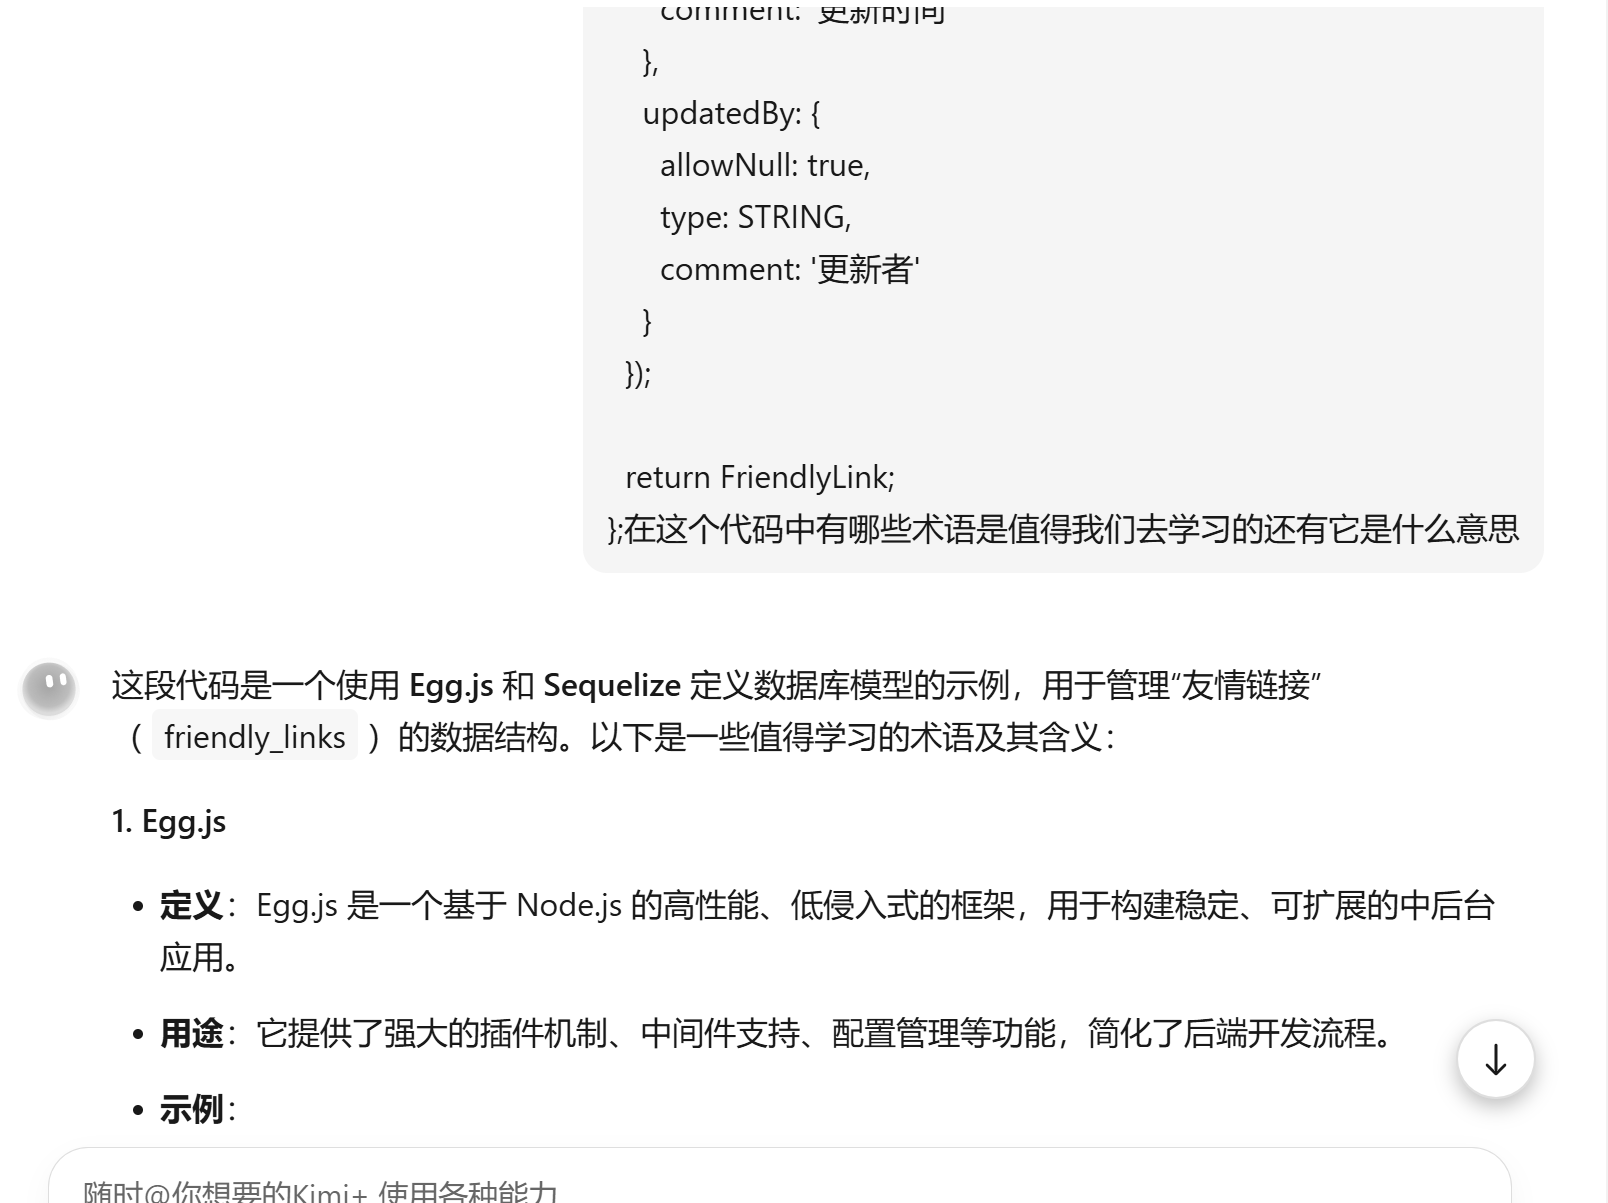 comment: '更新时间
},
updatedBy: {
allowNull: true,
type: STRING,
comment: '更新者'
}
});
return FriendlyLink;
};在这个代码中有哪些术语是值得我们去学习的还有它是什么意思
这段代码是一个使用 Egg.js 和 Sequelize 定义数据库模型的示例，用于管理“友情链接”
（ friendly_links ）的数据结构。以下是一些值得学习的术语及其含义：
1. Egg.js
• 定义：Egg.js 是一个基于 Node.js 的高性能、低侵入式的框架，用于构建稳定、可扩展的中后台
应用。
• 用途：它提供了强大的插件机制、中间件支持、配置管理等功能，简化了后端开发流程。
• 示例：
随时@你想要的Kimi+ 使用各种能力